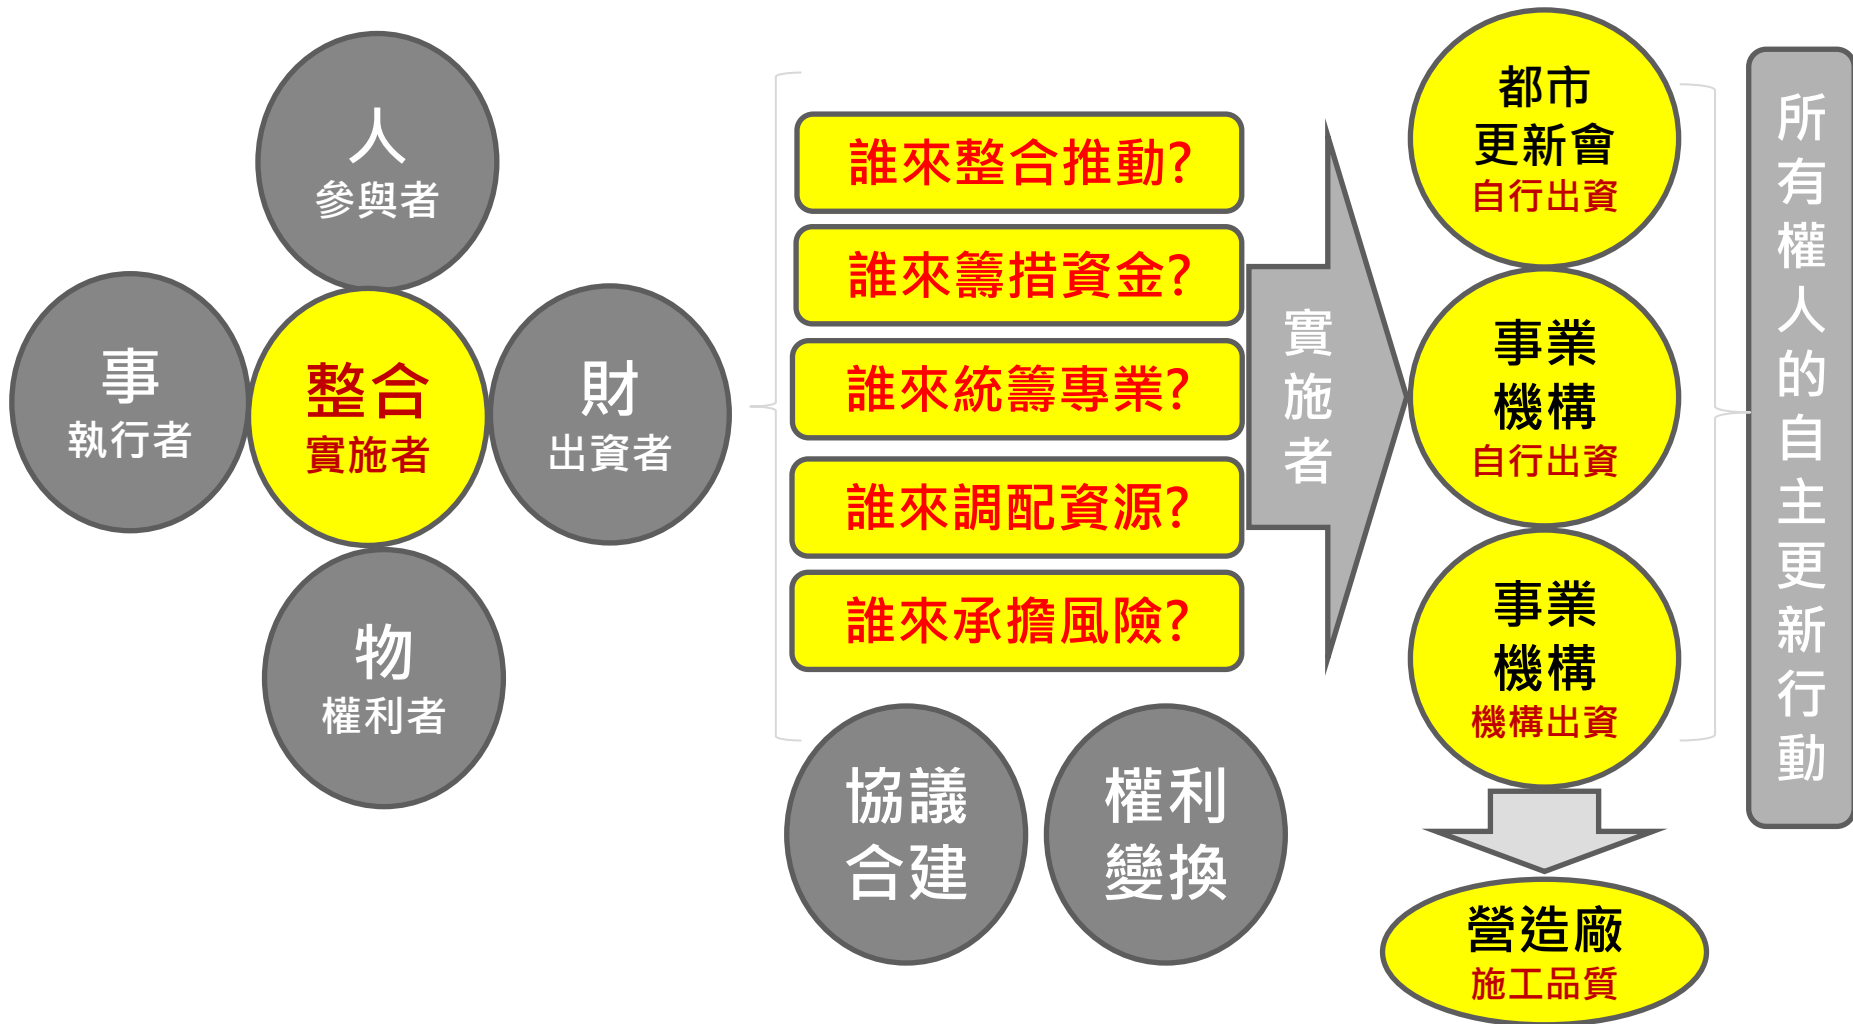 人
參與者
事
執行者
整合
實施者
財
出資者
物
權利者
誰來整合推動?
誰來籌措資金?
誰來統籌專業?
誰來調配資源?
誰來承擔風險?
協議
合建
權利
變換
實施者
都市
更新會
自行出資
事業
機構
自行出資
事業
機構
機構出資
營造廠
施工品質
所有權人的自主更新行動